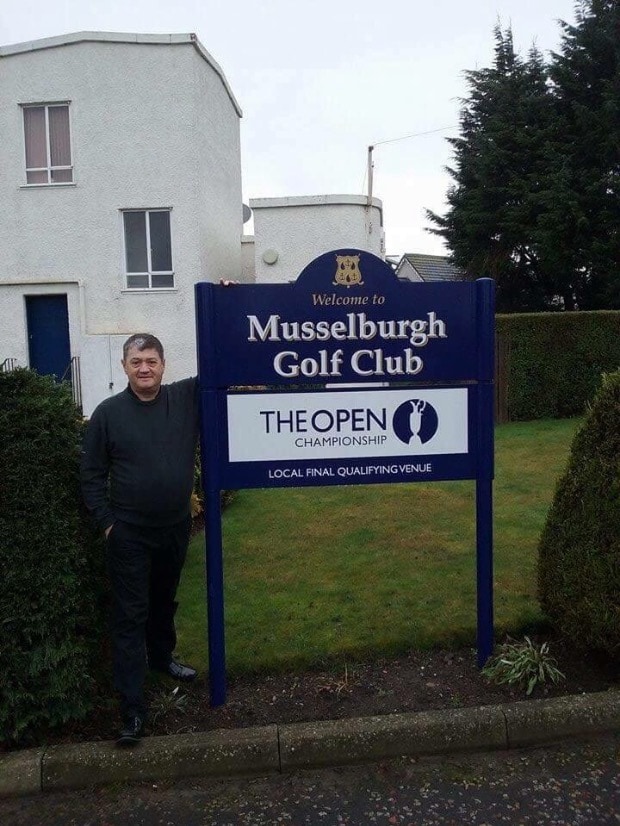 Welcome to
Musselburgh
Golf Club
THE OPEN
CHAMPIONSHIP
LOCAL FINAL QUALIFYING VENUE